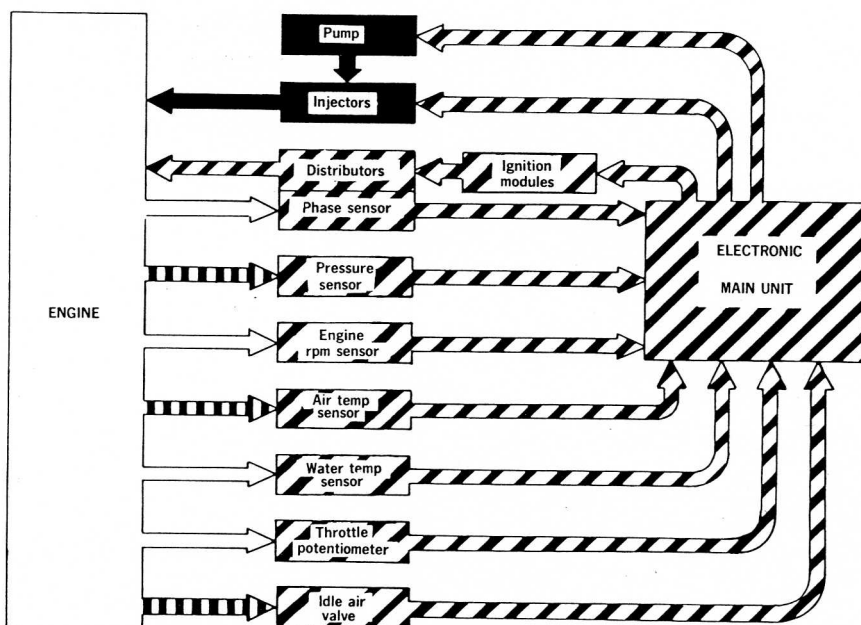 Pump
Injectors
Distributors
Ignition
modules
Phase sensor
ELECTRONIC
MAIN UNIT
Pressure
sensor
ENGINE
Engine
rpm sensor
Air temp
sensor
Water temp
sensor
Throttle
potentiometer
Idle air
valve